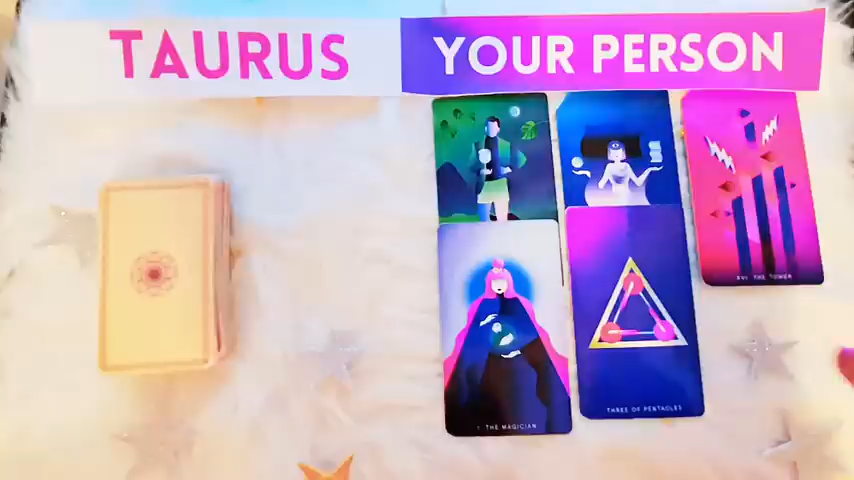 TAURUS
YOUR PERSON
XVI THE TOWER
THREE OF PENTACLES
I THE MAGICIAN